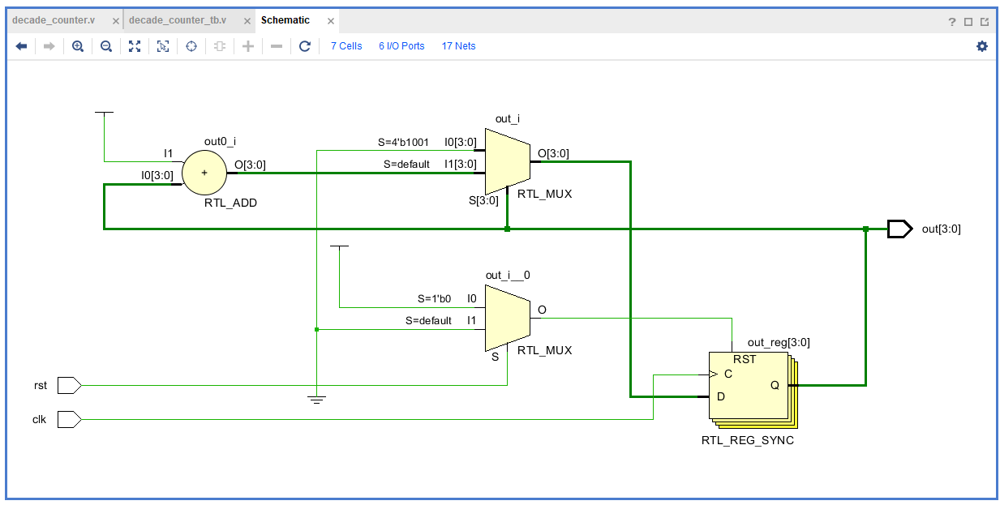 decade_counter.v × decade_counter_tb.v × Schematic × ?
7 Cells 6 I/O Ports 17 Nets
out_i
out0_i S=4'b1001 I0[3:0]
I1 O[3:0]
I0[3:0] + O[3:0] S=default I1[3:0]
RTL_ADD S[3:0] RTL_MUX
out[3:0]
out_i__0
S=1'b0 I0
O
S=default I1
S RTL_MUX
out_reg[3:0]
RST
C
rst Q
D
clk
RTL_REG_SYNC